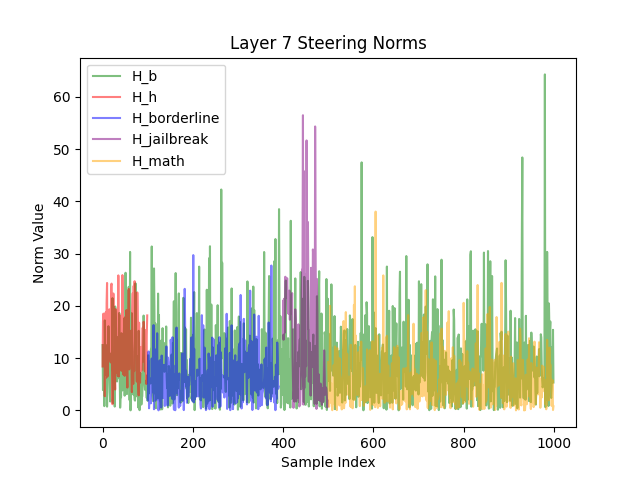 Layer 7 Steering Norms
H_b
H_h
H_borderline
H_jailbreak
H_math
Norm Value
60
50
40
30
20
10
0
0 200 400 600 800 1000
Sample Index